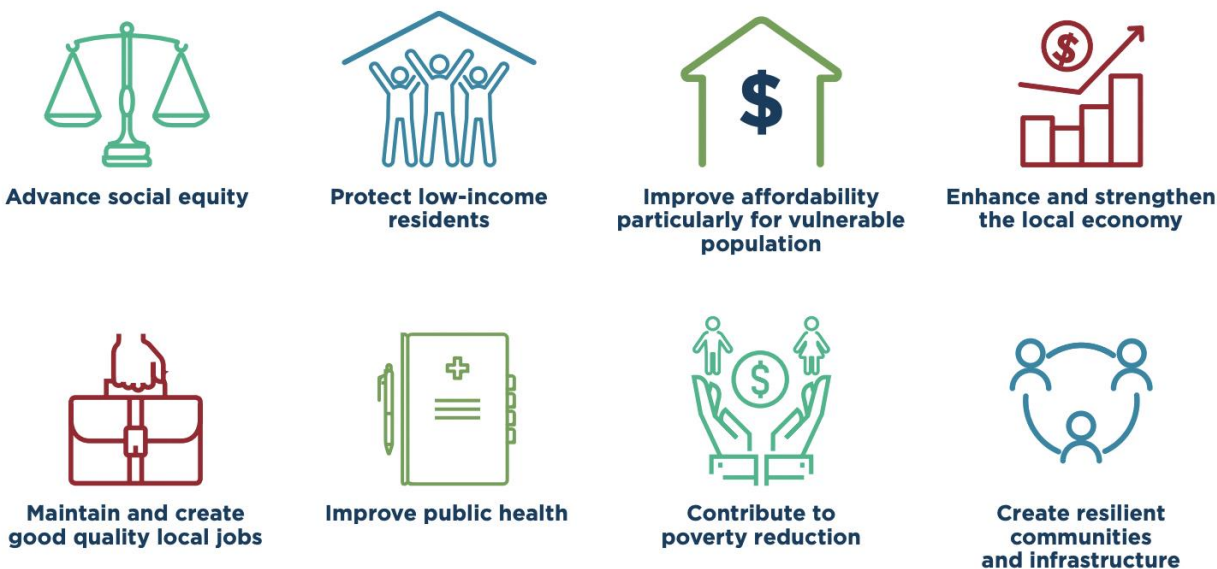 $
$
Advance social equity
Protect low-income
residents
Improve affordability
particularly for vulnerable
population
Enhance and strengthen
the local economy
$
Maintain and create
good quality local jobs
Improve public health
Contribute to
poverty reduction
Create resilient
communities
and infrastructure